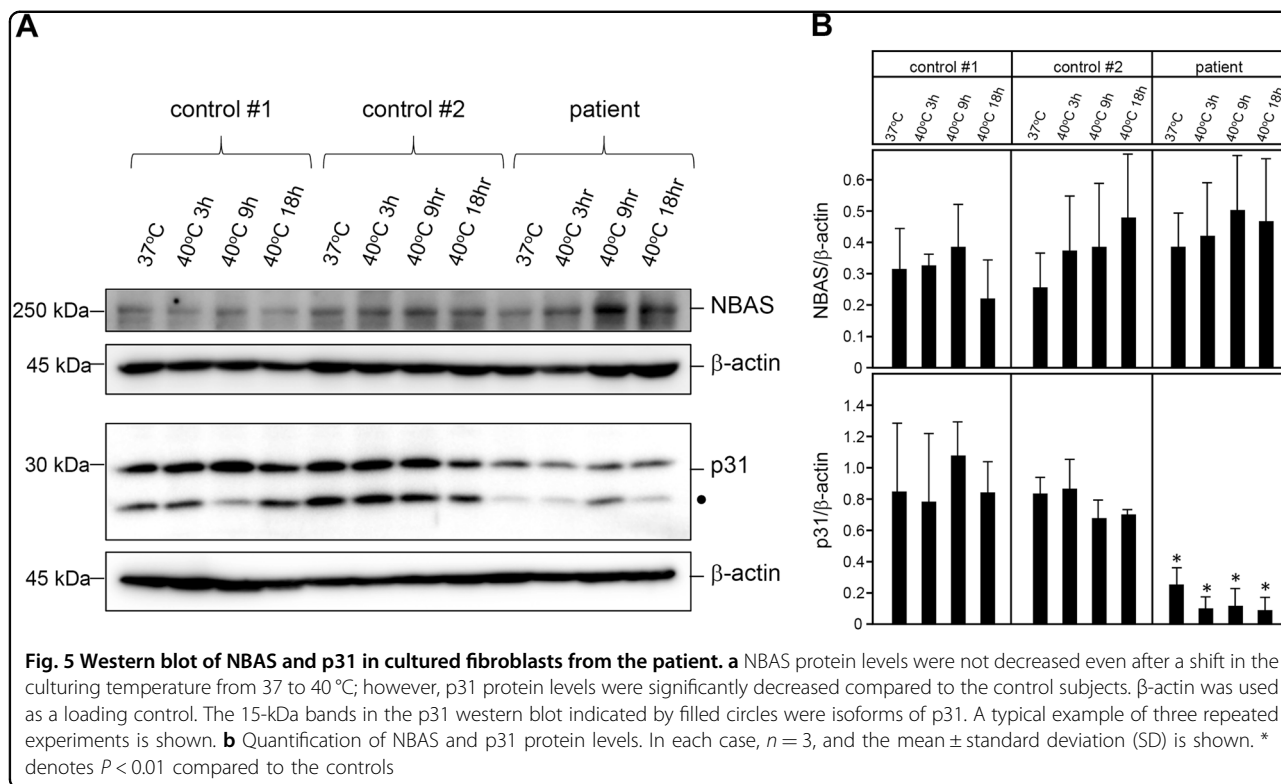 A
control #1 control #2 patient
37°C 40°C 3h 40°C 9h 40°C 18h 37°C 40°C 3h 40°C 9hr 40°C 18hr 37°C 40°C 3hr 40°C 9hr 40°C 18hr
250 kDa NBAS
45 kDa β-actin
30 kDa p31
45 kDa β-actin
B
control #1 control #2 patient
37°C 40°C 3h 40°C 9h 40°C 18h 37°C 40°C 3h 40°C 9h 40°C 18h 37°C 40°C 3h 40°C 9h 40°C 18h
NBAS/β-actin
0.6
0.5
0.4
0.3
0.2
0.1
0
p31/β-actin
1.4
1.2
1.0
0.8
0.6
0.4
0.2
0
* * * *
Fig. 5 Western blot of NBAS and p31 in cultured fibroblasts from the patient. a NBAS protein levels were not decreased even after a shift in the
culturing temperature from 37 to 40 °C; however, p31 protein levels were significantly decreased compared to the control subjects. β-actin was used
as a loading control. The 15-kDa bands in the p31 western blot indicated by filled circles were isoforms of p31. A typical example of three repeated
experiments is shown. b Quantification of NBAS and p31 protein levels. In each case, n = 3, and the mean ± standard deviation (SD) is shown. *
denotes P < 0.01 compared to the controls